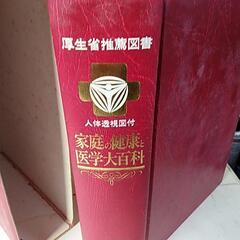 厚生省推薦図書
人体透視図付
家庭の健康と
医学大百科